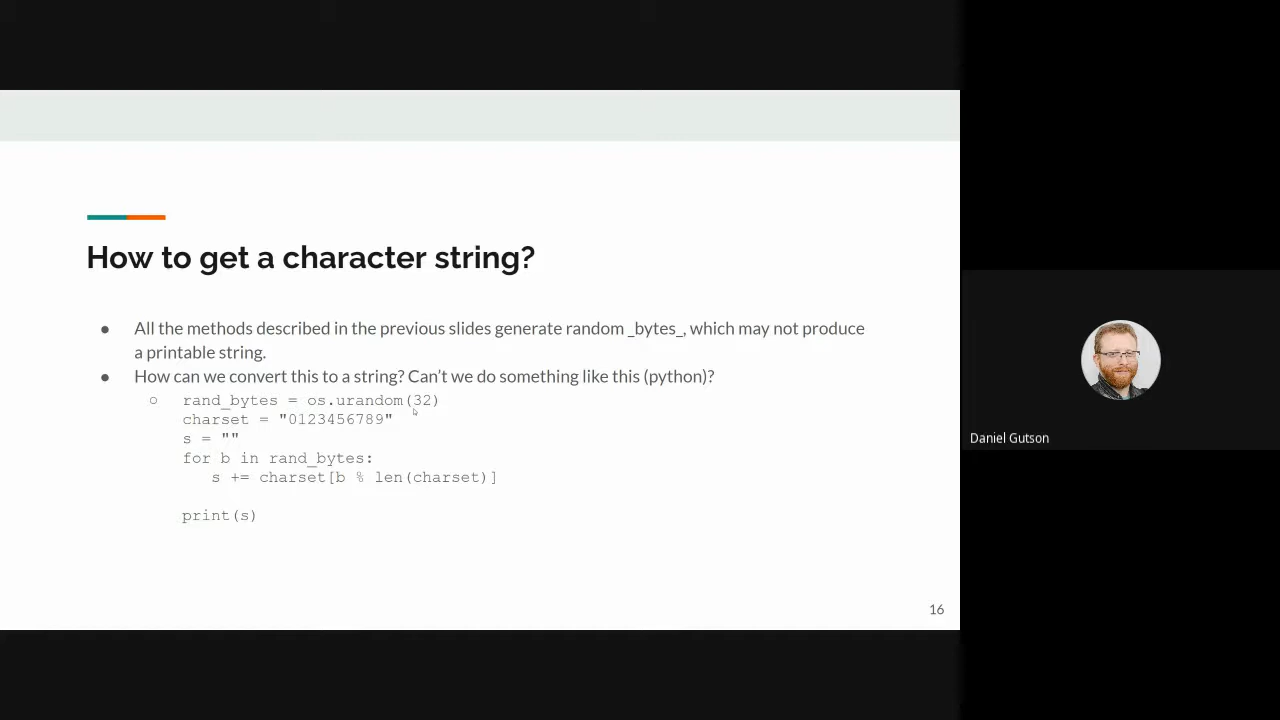 How to get a character string?
● All the methods described in the previous slides generate random _bytes_, which may not produce
a printable string.
● How can we convert this to a string? Can’t we do something like this (python)?
○ rand_bytes = os.urandom(32)
charset = "0123456789"
s = ""
for b in rand_bytes:
s += charset[b % len(charset)]
print(s)
16
Daniel Gutson